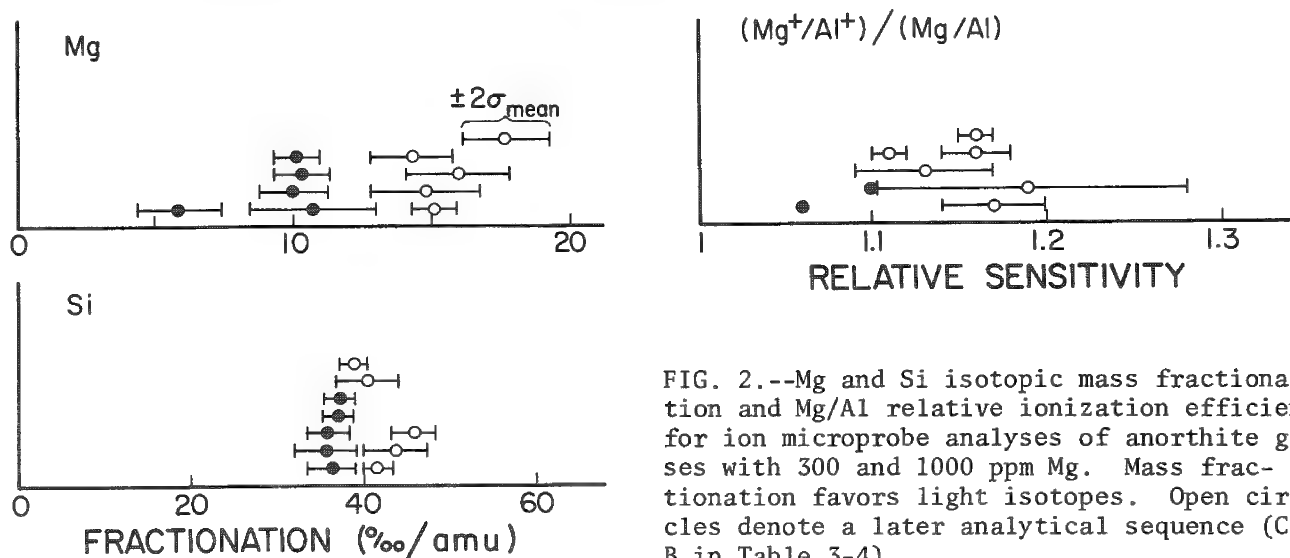 Mg
±2σmean
0 10 20
Si
0 20 40 60
FRACTIONATION (‰/amu)
(Mg+/Al+)/(Mg/Al)
1 1.1 1.2 1.3
RELATIVE SENSITIVITY
FIG. 2.--Mg and Si isotopic mass fractiona-
tion and Mg/Al relative ionization efficien
for ion microprobe analyses of anorthite g
ses with 300 and 1000 ppm Mg. Mass frac-
tionation favors light isotopes. Open cir-
cles denote a later analytical sequence (C
B in Table 3-4)